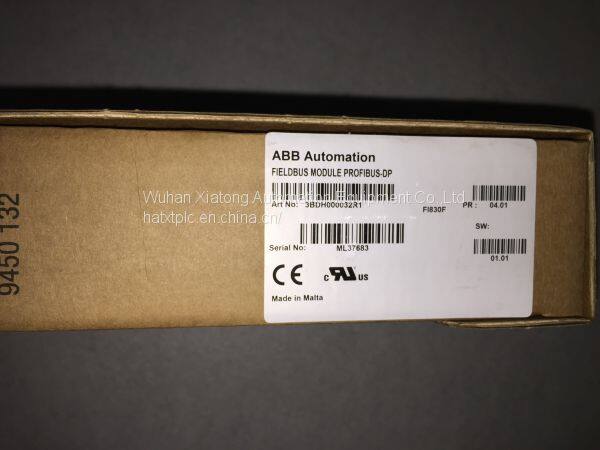 ABB Automation
FIELDBUS MODULE PROFIBUS-DP
Wuhan Xiatong Automation Equipment Co., Ltd
Art No: 3BDH000032R1 FI830F PR : 04.01
hatxtplc.en.china.cn/
SW:
Serial No: ML37683
01.01
CE c RU US
Made in Malta
9450 132